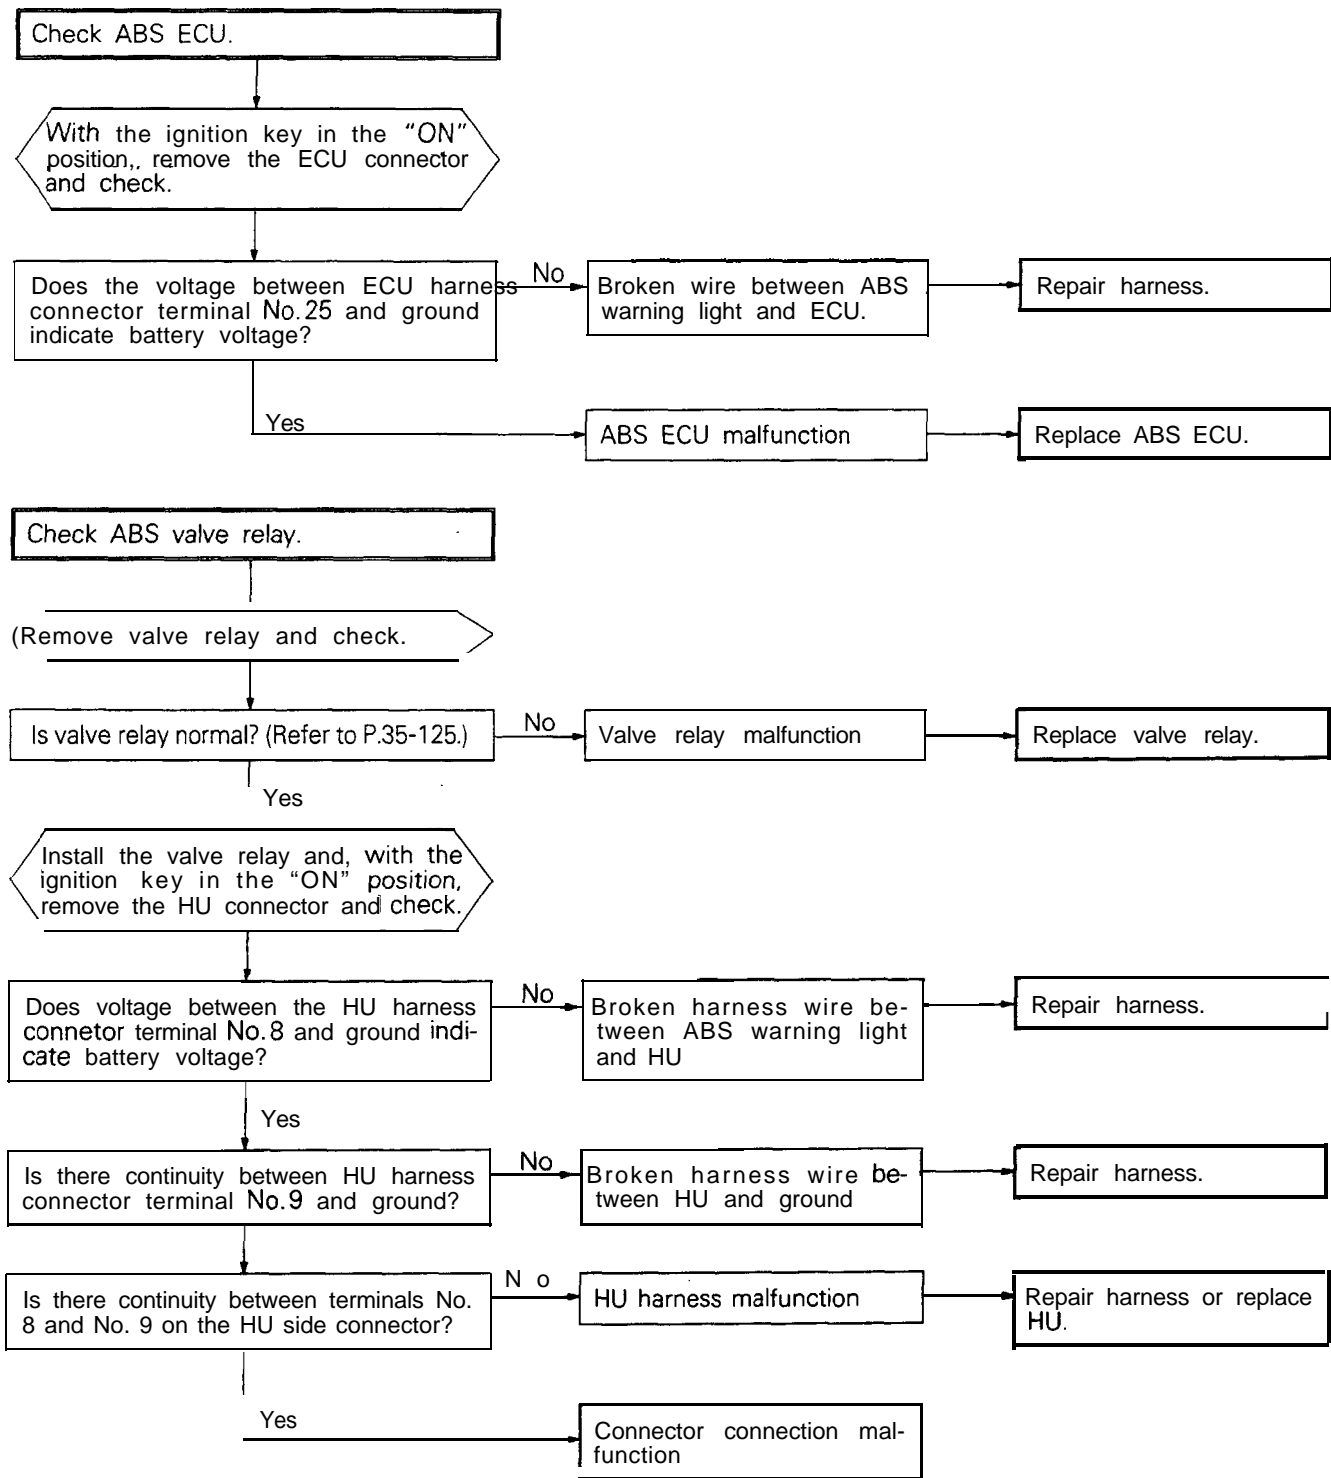 Check ABS ECU.
With the ignition key in the “ON”
position,. remove the ECU connector
and check.
Does the voltage between ECU harness
connector terminal No.25 and ground
indicate battery voltage?
No
Broken wire between ABS
warning light and ECU.
Repair harness.
Yes
ABS ECU malfunction
Replace ABS ECU.
Check ABS valve relay.
(Remove valve relay and check.
Is valve relay normal? (Refer to P.35-125.)
No
Valve relay malfunction
Replace valve relay.
Yes
Install the valve relay and, with the
ignition key in the “ON” position,
remove the HU connector and check.
Does voltage between the HU harness
connetor terminal No.8 and ground indi-
cate battery voltage?
No
Broken harness wire be-
tween ABS warning light
and HU
Repair harness.
Yes
Is there continuity between HU harness
connector terminal No.9 and ground?
No
Broken harness wire be-
tween HU and ground
Repair harness.
Is there continuity between terminals No.
8 and No. 9 on the HU side connector?
N o
HU harness malfunction
Repair harness or replace
HU.
Yes
Connector connection mal-
function